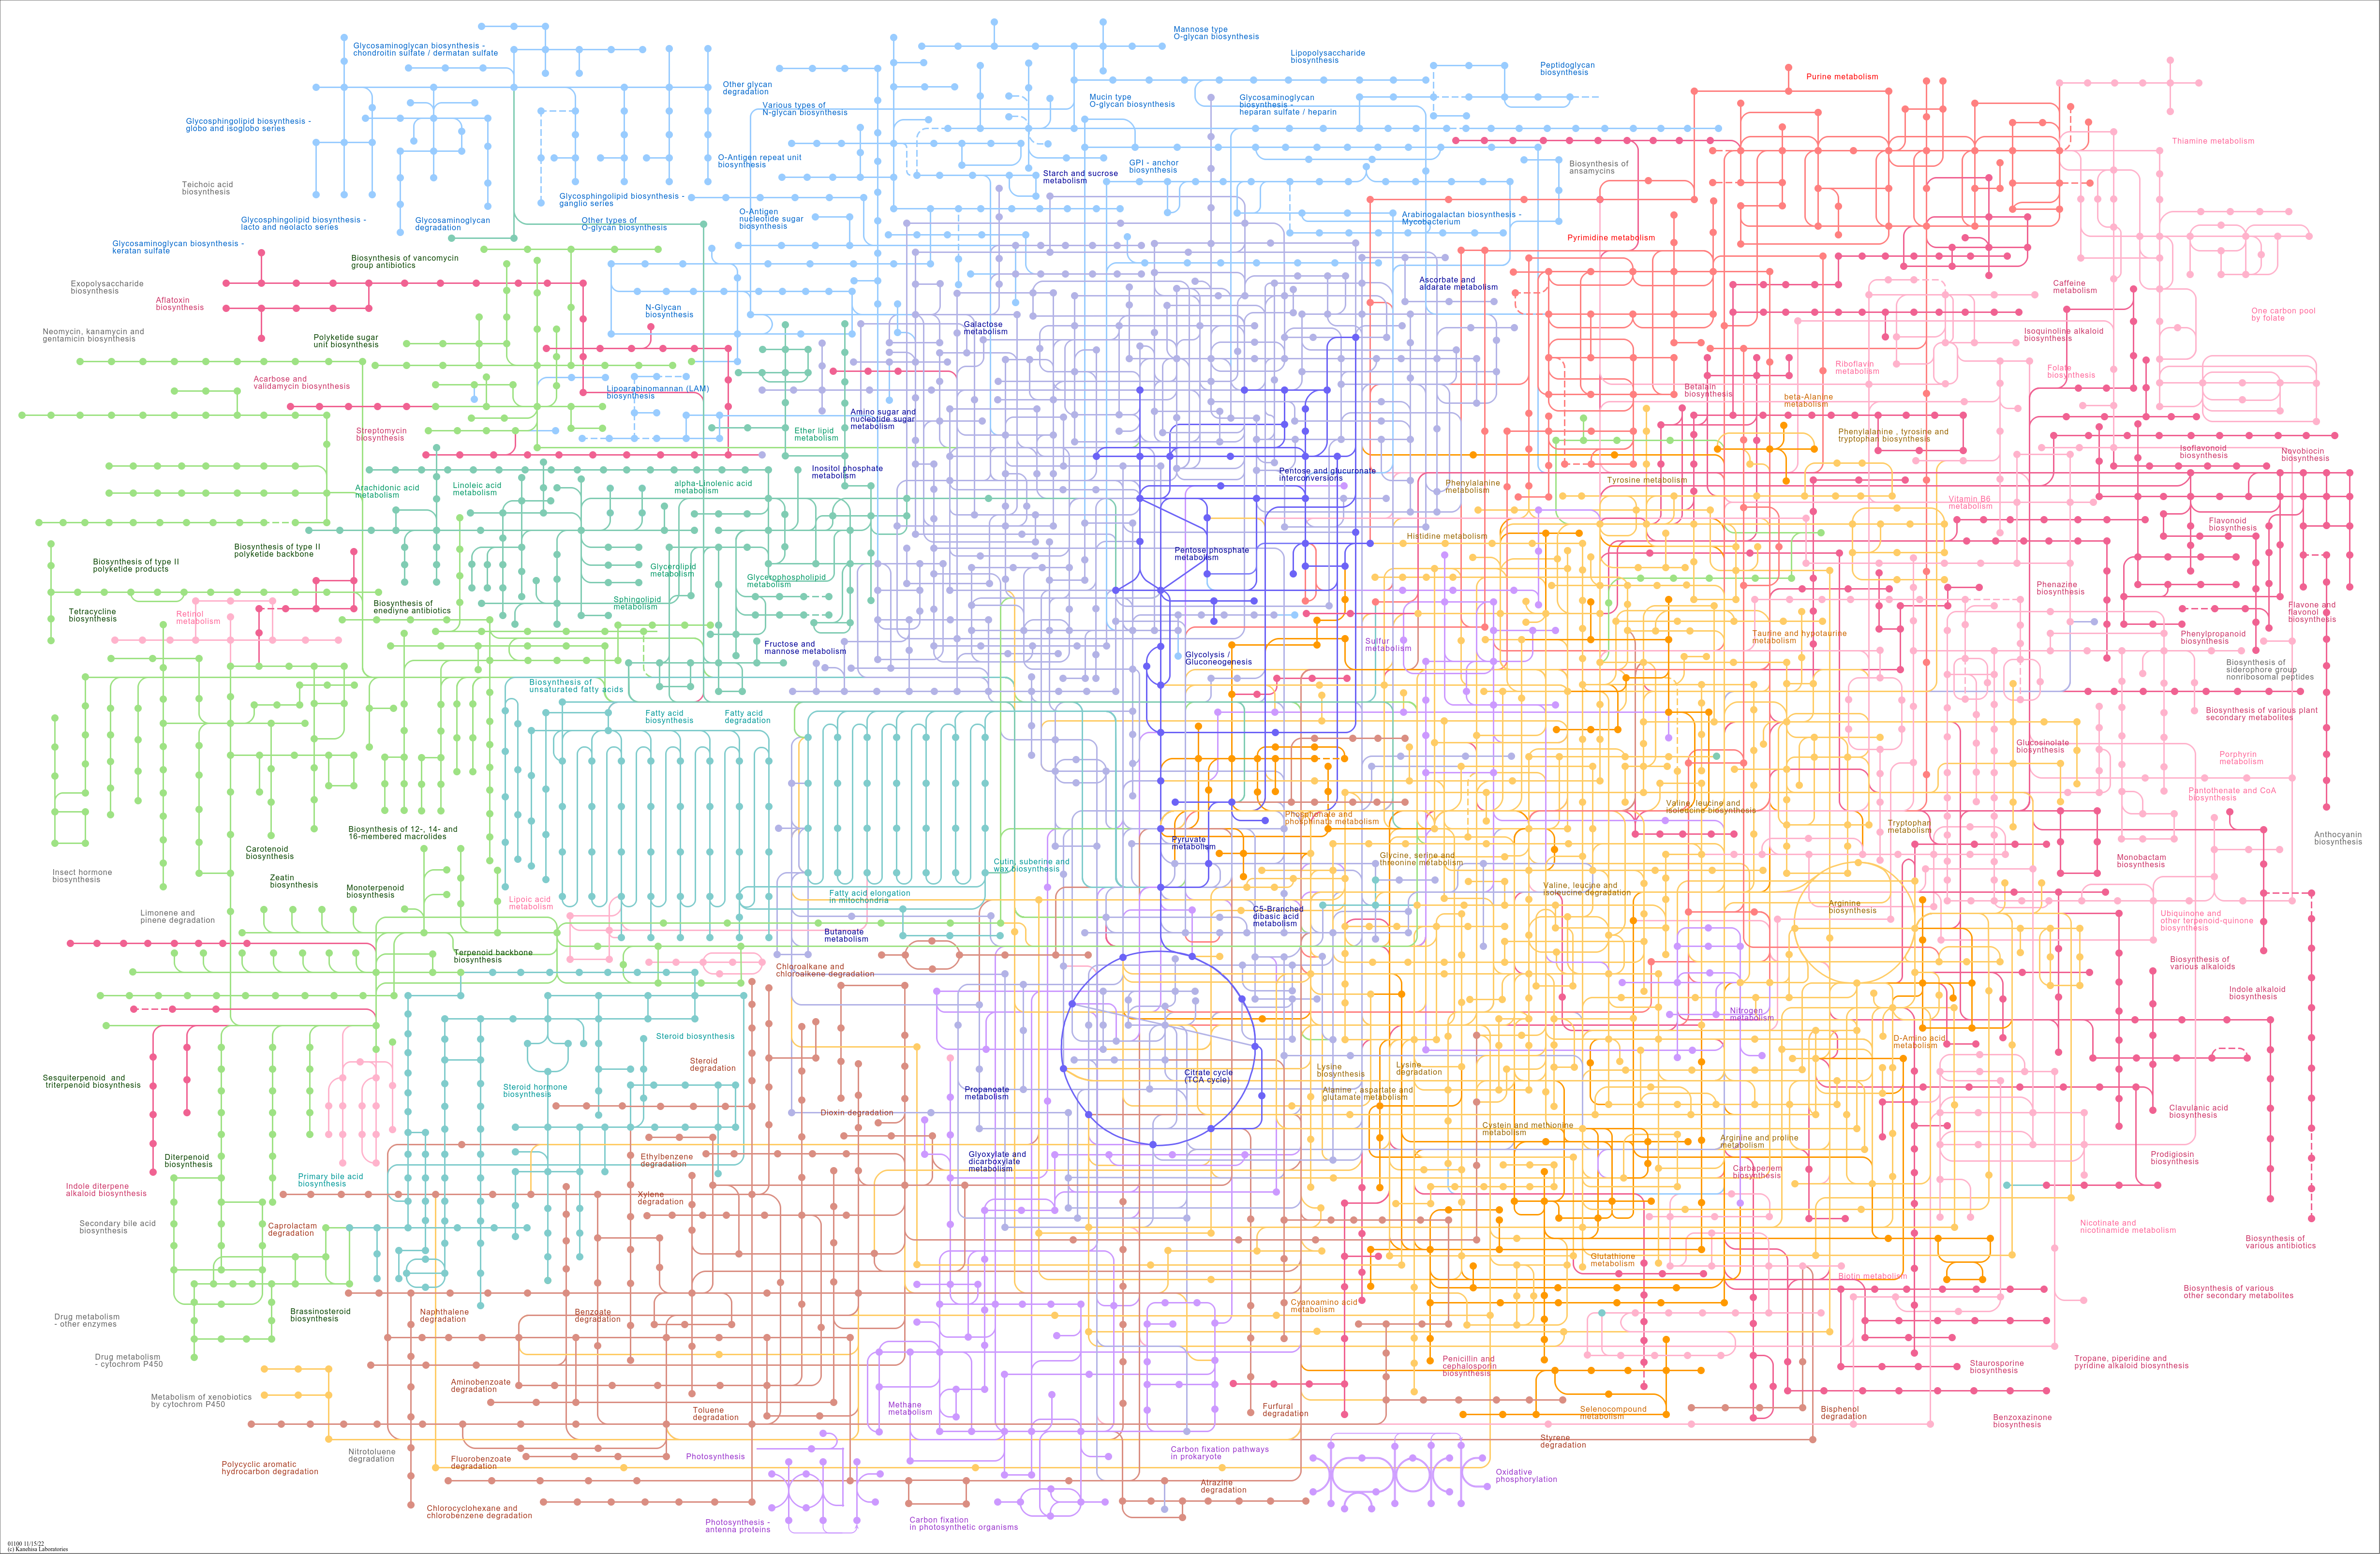 Mannose type
O-glycan biosynthesis
Glycosaminoglycan biosynthesis -
chondroitin sulfate / dermatan sulfate
Lipopolysaccharide
biosynthesis
Peptidoglycan
biosynthesis
Purine metabolism
Other glycan
degradation
Various types of
N-glycan biosynthesis
Mucin type
O-glycan biosynthesis
Glycosaminoglycan
biosynthesis -
heparan sulfate / heparin
Glycosphingolipid biosynthesis -
globo and isoglobo series
Thiamine metabolism
O-Antigen repeat unit
biosynthesis
GPI - anchor
biosynthesis
Biosynthesis of
ansamycins
Starch and sucrose
metabolism
Teichoic acid
biosynthesis
Glycosphingolipid biosynthesis -
ganglio series
Glycosphingolipid biosynthesis -
lacto and neolacto series
Glycosaminoglycan
degradation
Other types of
O-glycan biosynthesis
O-Antigen
nucleotide sugar
biosynthesis
Arabinogalactan biosynthesis -
Mycobacterium
Pyrimidine metabolism
Glycosaminoglycan biosynthesis -
keratan sulfate
Biosynthesis of vancomycin
group antibiotics
Exopolysaccharide
biosynthesis
Aflatoxin
biosynthesis
N-Glycan
biosynthesis
Ascorbate and
aldarate metabolism
Caffeine
metabolism
One carbon pool
by folate
Neomycin, kanamycin and
gentamicin biosynthesis
Polyketide sugar
unit biosynthesis
Galactose
metabolism
Isoquinoline alkaloid
biosynthesis
Riboflavin
metabolism
Folate
biosynthesis
Acarbose and
validamycin biosynthesis
Lipoarabinomannan (LAM)
biosynthesis
Betalain
biosynthesis
beta-Alanine
metabolism
Amino sugar and
nucleotide sugar
metabolism
Streptomycin
biosynthesis
Ether lipid
metabolism
Phenylalanine , tyrosine and
tryptophan biosynthesis
Isoflavonoid
biosynthesis
Novobiocin
biosynthesis
Inositol phosphate
metabolism
Pentose and glucuronate
interconversions
Arachidonic acid
metabolism
Linoleic acid
metabolism
alpha-Linolenic acid
metabolism
Phenylalanine
metabolism
Tyrosine metabolism
Vitamin B6
metabolism
Flavonoid
biosynthesis
Histidine metabolism
Biosynthesis of type II
polyketide backbone
Biosynthesis of type II
polyketide products
Pentose phosphate
metabolism
Glycerolipid
metabolism
Glycerophospholipid
metabolism
Phenazine
biosynthesis
Tetracycline
biosynthesis
Retinol
metabolism
Biosynthesis of
enediyne antibiotics
Sphingolipid
metabolism
Flavone and
flavonol
biosynthesis
Fructose and
mannose metabolism
Sulfur
metabolism
Taurine and hypotaurine
metabolism
Phenylpropanoid
biosynthesis
Glycolysis /
Gluconeogenesis
Biosynthesis of
siderophore group
nonribosomal peptides
Biosynthesis of
unsaturated fatty acids
Fatty acid
biosynthesis
Fatty acid
degradation
Biosynthesis of various plant
secondary metabolites
Glucosinolate
biosynthesis
Porphyrin
metabolism
Pantothenate and CoA
biosynthesis
Valine, leucine and
isoleucine biosynthesis
Phosphonate and
phosphinate metabolism
Tryptophan
metabolism
Biosynthesis of 12-, 14- and
16-membered macrolides
Pyruvate
metabolism
Anthocyanin
biosynthesis
Carotenoid
biosynthesis
Cutin, suberine and
wax biosynthesis
Glycine, serine and
threonine metabolism
Monobactam
biosynthesis
Insect hormone
biosynthesis
Zeatin
biosynthesis
Monoterpenoid
biosynthesis
Fatty acid elongation
in mitochondria
Valine, leucine and
isoleucine degradation
Lipoic acid
metabolism
Arginine
biosynthesis
Limonene and
pinene degradation
C5-Branched
dibasic acid
metabolism
Ubiquinone and
other terpenoid-quinone
biosynthesis
Butanoate
metabolism
Terpenoid backbone
biosynthesis
Chloroalkane and
chloroalkene degradation
Biosynthesis of
various alkaloids
Indole alkaloid
biosynthesis
Nitrogen
metabolism
Steroid biosynthesis
D-Amino acid
metabolism
Steroid
degradation
Sesquiterpenoid and
triterpenoid biosynthesis
Citrate cycle
(TCA cycle)
Lysine
biosynthesis
Lysine
degradation
Steroid hormone
biosynthesis
Propanoate
metabolism
Alanine , aspartate and
glutamate metabolism
Dioxin degradation
Clavulanic acid
biosynthesis
Cystein and methionine
metabolism
Arginine and proline
metabolism
Diterpenoid
biosynthesis
Ethylbenzene
degradation
Glyoxylate and
dicarboxylate
metabolism
Prodigiosin
biosynthesis
Carbapenem
biosynthesis
Primary bile acid
biosynthesis
Indole diterpene
alkaloid biosynthesis
Xylene
degradation
Secondary bile acid
biosynthesis
Caprolactam
degradation
Nicotinate and
nicotinamide metabolism
Biosynthesis of
various antibiotics
Glutathione
metabolism
Biotin metabolism
Biosynthesis of various
other secondary metabolites
Cyanoamino acid
metabolism
Drug metabolism
- other enzymes
Brassinosteroid
biosynthesis
Naphthalene
degradation
Benzoate
degradation
Drug metabolism
- cytochrom P450
Penicillin and
cephalosporin
biosynthesis
Staurosporine
biosynthesis
Tropane, piperidine and
pyridine alkaloid biosynthesis
Aminobenzoate
degradation
Metabolism of xenobiotics
by cytochrom P450
Toluene
degradation
Methane
metabolism
Furfural
degradation
Selenocompound
metabolism
Bisphenol
degradation
Benzoxazinone
biosynthesis
Styrene
degradation
Nitrotoluene
degradation
Photosynthesis
Carbon fixation pathways
in prokaryote
Fluorobenzoate
degradation
Polycyclic aromatic
hydrocarbon degradation
Oxidative
phosphorylation
Atrazine
degradation
Chlorocyclohexane and
chlorobenzene degradation
Photosynthesis -
antenna proteins
Carbon fixation
in photosynthetic organisms
01100 11/15/22
(c) Kanehisa Laboratories